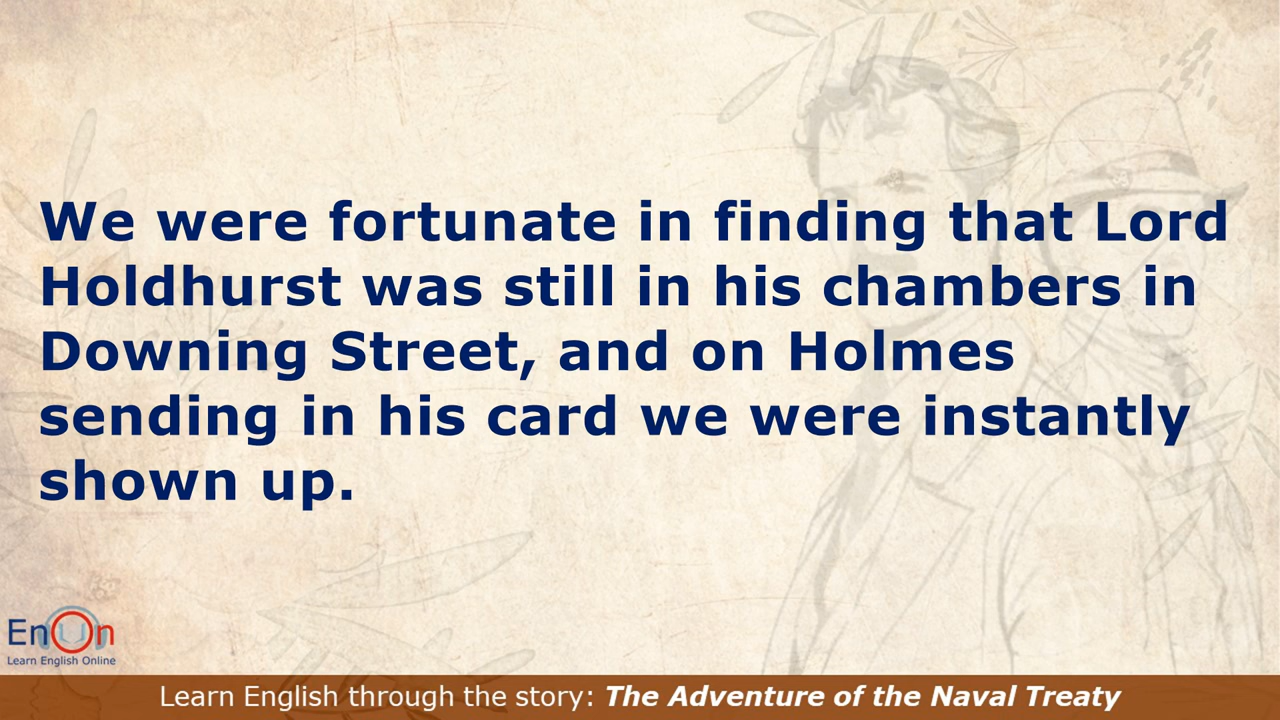 We were fortunate in finding that Lord
Holdhurst was still in his chambers in
Downing Street, and on Holmes
sending in his card we were instantly
shown up.
EnOn
Learn English Online
Learn English through the story: The Adventure of the Naval Treaty